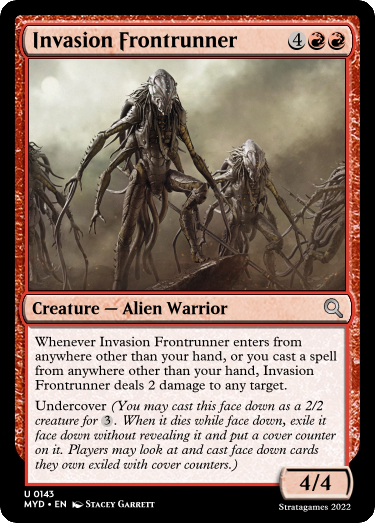 Invasion Frontrunner 4
Creature — Alien Warrior
Whenever Invasion Frontrunner enters from
anywhere other than your hand, or you cast a spell
from anywhere other than your hand, Invasion
Frontrunner deals 2 damage to any target.
Undercover (You may cast this face down as a 2/2
creature for 3. When it dies while face down, exile it
face down without revealing it and put a cover counter
on it. Players may look at and cast face down cards
they own exiled with cover counters.)
4/4
U 0143
MYD • EN Stacey Garrett
Stratagames 2022